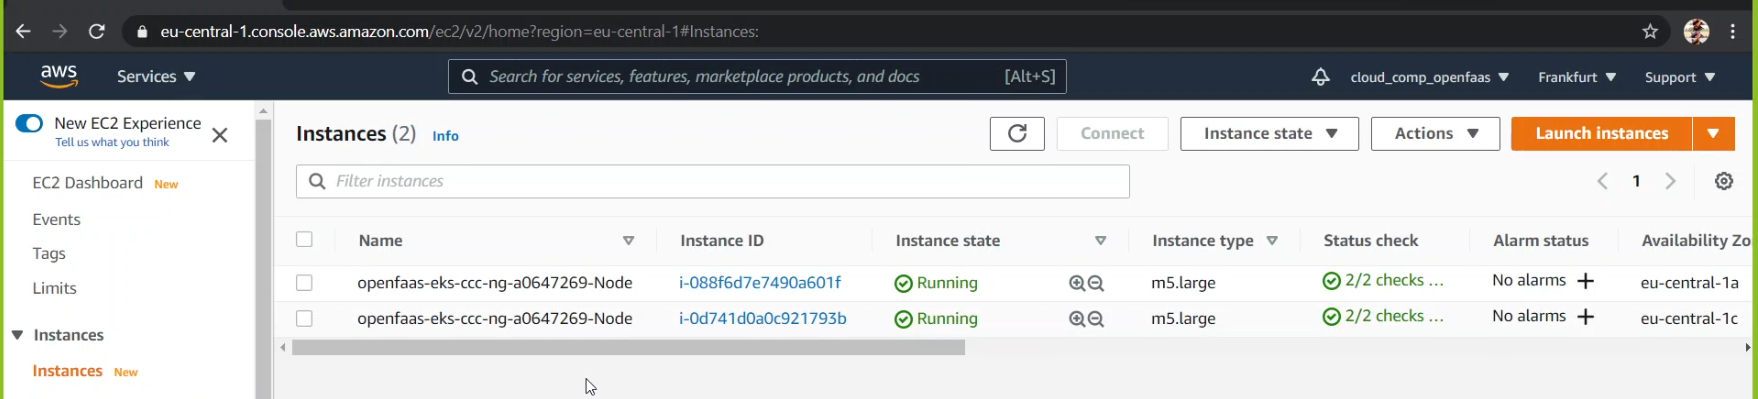 eu-central-1.console.aws.amazon.com/ec2/v2/home?region=eu-central-1#Instances:
aws Services ▼ Search for services, features, marketplace products, and docs [Alt+S] cloud_comp_openfaas ▼ Frankfurt ▼ Support ▼
New EC2 Experience
Tell us what you think
EC2 Dashboard New
Events
Tags
Limits
▼ Instances
Instances New
Instances (2) Info Connect Instance state ▼ Actions ▼ Launch instances ▼
Filter instances < 1 >
Name Instance ID Instance state Instance type Status check Alarm status Availability Zo
openfaas-eks-ccc-ng-a0647269-Node i-088f6d7e7490a601f Running m5.large 2/2 checks ... No alarms + eu-central-1a
openfaas-eks-ccc-ng-a0647269-Node i-0d741d0a0c921793b Running m5.large 2/2 checks ... No alarms + eu-central-1c